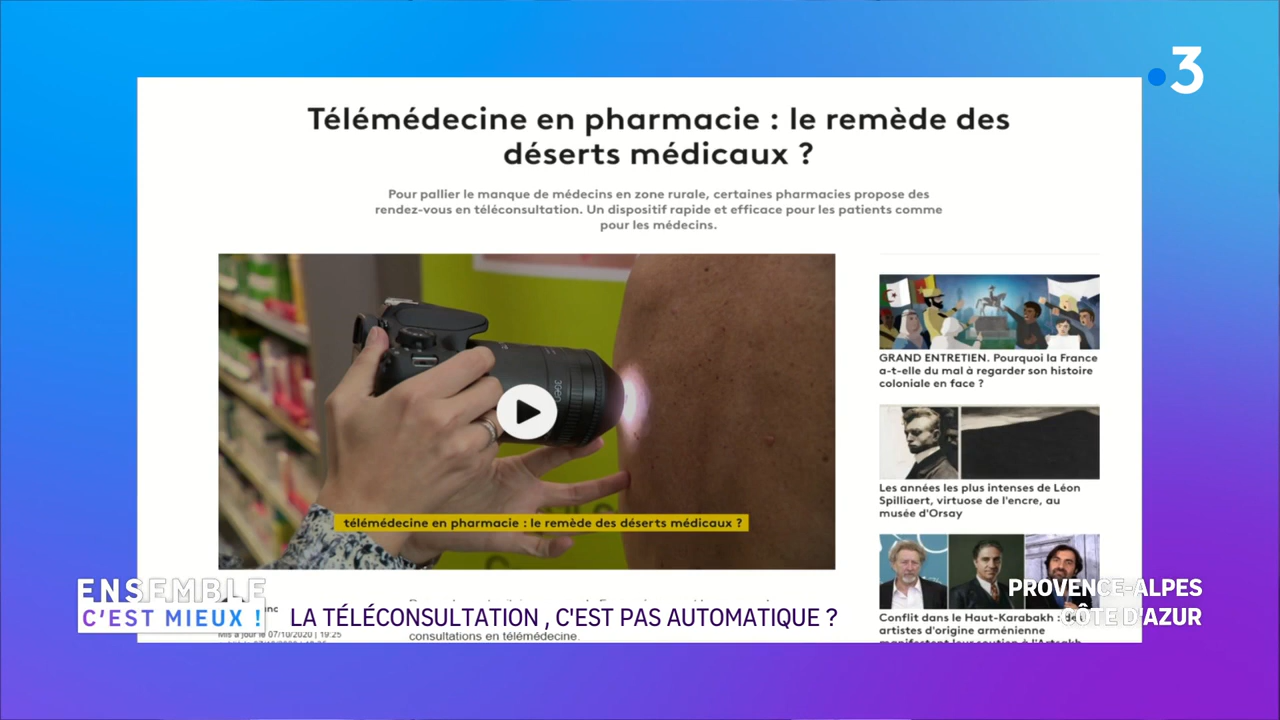 3
Télémédecine en pharmacie : le remède des
déserts médicaux ?
Pour pallier le manque de médecins en zone rurale, certaines pharmacies propose des
rendez-vous en téléconsultation. Un dispositif rapide et efficace pour les patients comme
pour les médecins.
télémédecine en pharmacie : le remède des déserts médicaux ?
GRAND ENTRETIEN. Pourquoi la France
a-t-elle du mal à regarder son histoire
coloniale en face ?
Les années les plus intenses de Léon
Spilliaert, virtuose de l'encre, au
musée d'Orsay
Conflit dans le Haut-Karabakh : des
artistes d'origine arménienne
manifestent leur soutien à l'Artsakh
ENSEMBLE
C'EST MIEUX !
LA TÉLÉCONSULTATION , C'EST PAS AUTOMATIQUE ?
Mis à jour le 07/10/2020 | 19:25
consultations en télémédecine.
PROVENCE-ALPES
CÔTE D'AZUR